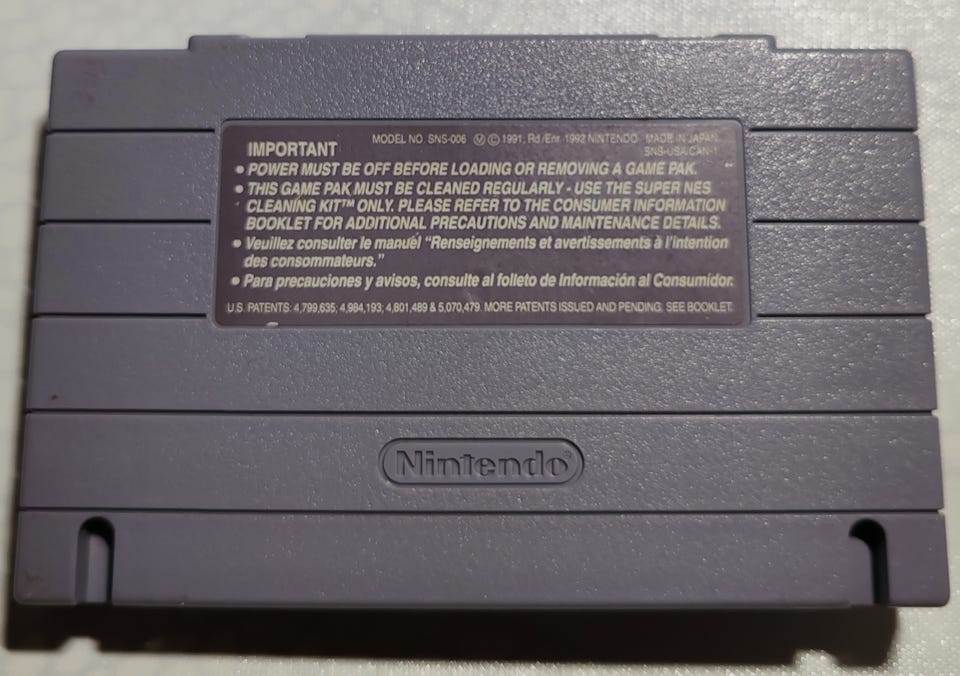 IMPORTANT MODEL NO. SNS-006 Ⓜ © 1991, Rd./Enr. 1992 NINTENDO MADE IN JAPAN
SNS-USA/CAN-1
• POWER MUST BE OFF BEFORE LOADING OR REMOVING A GAME PAK.
• THIS GAME PAK MUST BE CLEANED REGULARLY - USE THE SUPER NES
CLEANING KIT™ ONLY. PLEASE REFER TO THE CONSUMER INFORMATION
BOOKLET FOR ADDITIONAL PRECAUTIONS AND MAINTENANCE DETAILS.
• Veuillez consulter le manuel "Renseignements et avertissements à l'intention
des consommateurs."
• Para precauciones y avisos, consulte al folleto de Información al Consumidor.
U.S. PATENTS: 4,799,635; 4,984,193; 4,801,489 & 5,070,479. MORE PATENTS ISSUED AND PENDING. SEE BOOKLET.
Nintendo®